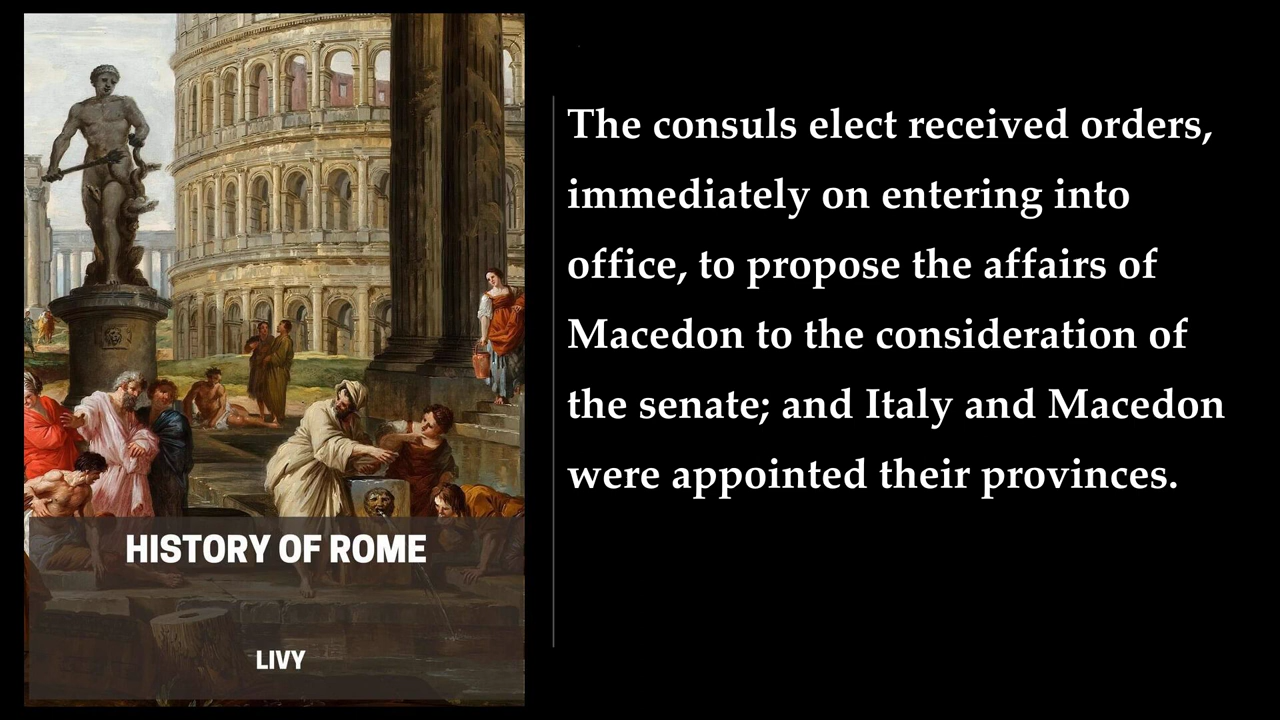 HISTORY OF ROME
LIVY
The consuls elect received orders,
immediately on entering into
office, to propose the affairs of
Macedon to the consideration of
the senate; and Italy and Macedon
were appointed their provinces.